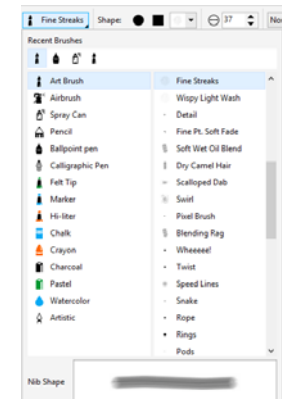 Fine Streaks Shape: 37 No
Recent Brushes
Art Brush
Airbrush
Spray Can
Pencil
Ballpoint pen
Calligraphic Pen
Felt Tip
Marker
Hi-liter
Chalk
Crayon
Charcoal
Pastel
Watercolor
Artistic
Fine Streaks
Wispy Light Wash
Detail
Fine Pt. Soft Fade
Soft Wet Oil Blend
Dry Camel Hair
Scalloped Dab
Swirl
Pixel Brush
Blending Rag
Wheeeee!
Twist
Speed Lines
Snake
Rope
Rings
Pods
Nib Shape